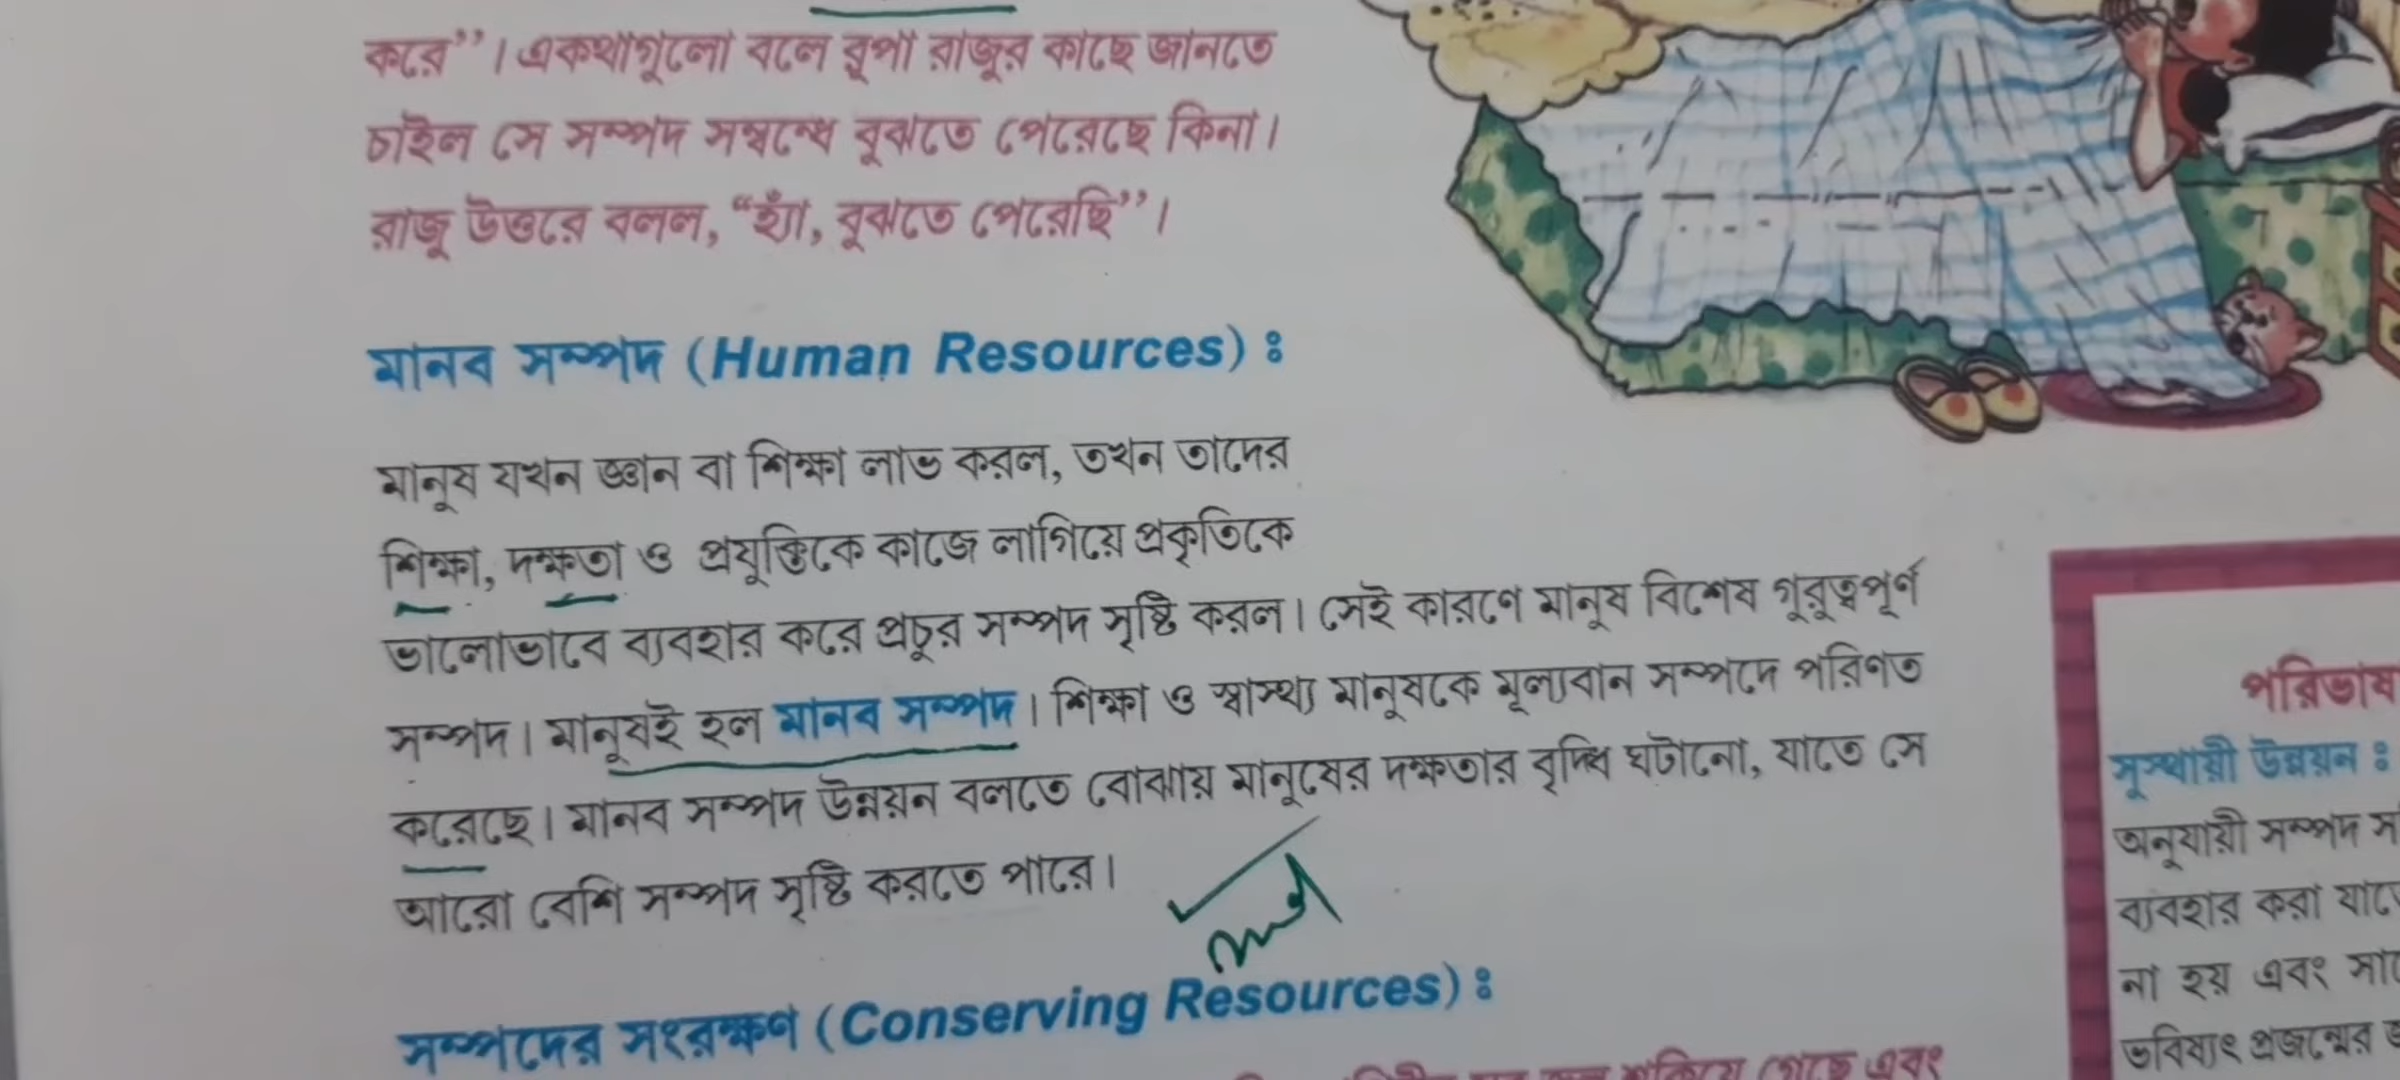 করে”। একথাগুলো বলে রুপা রাজুর কাছে জানতে
চাইল সে সম্পদ সম্বন্ধে বুঝতে পেরেছে কিনা।
রাজু উত্তরে বলল, “হ্যাঁ, বুঝতে পেরেছি”।
মানব সম্পদ (Human Resources) :
মানুষ যখন জ্ঞান বা শিক্ষা লাভ করল, তখন তাদের
শিক্ষা, দক্ষতা ও প্রযুক্তিকে কাজে লাগিয়ে প্রকৃতিকে
ভালোভাবে ব্যবহার করে প্রচুর সম্পদ সৃষ্টি করল। সেই কারণে মানুষ বিশেষ গুরুত্বপূর্ণ
সম্পদ। মানুষই হল মানব সম্পদ। শিক্ষা ও স্বাস্থ্য মানুষকে মূল্যবান সম্পদে পরিণত
করেছে। মানব সম্পদ উন্নয়ন বলতে বোঝায় মানুষের দক্ষতার বৃদ্ধি ঘটানো, যাতে সে
আরো বেশি সম্পদ সৃষ্টি করতে পারে।
সম্পদের সংরক্ষণ (Conserving Resources) :
গেছে এবং
পরিভাষ
সুস্থায়ী উন্নয়ন :
অনুযায়ী সম্পদ
ব্যবহার করা
না হয় এবং
ভবিষ্যৎ প্রজন্মের